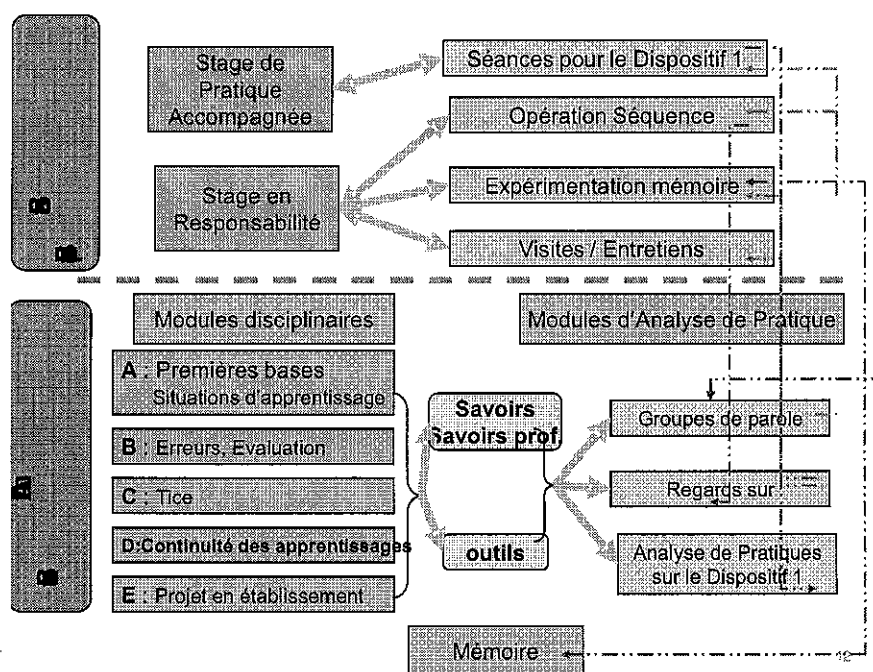 Stage de
Pratique
Accompagnée
Séances pour le Dispositif 1
Opération Séquence
Stage en
Responsabilité
Expérimentation mémoire
Visites / Entretiens
Modules disciplinaires
Modules d'Analyse de Pratique
A : Premières bases
Situations d'apprentissage
B : Erreurs, Evaluation
C : Tice
D:Continuité des apprentissages
E : Projet en établissement
Savoirs
Savoirs prof.
outils
Groupes de parole
Regards sur
Analyse de Pratiques
sur le Dispositif 1
Mémoire
12